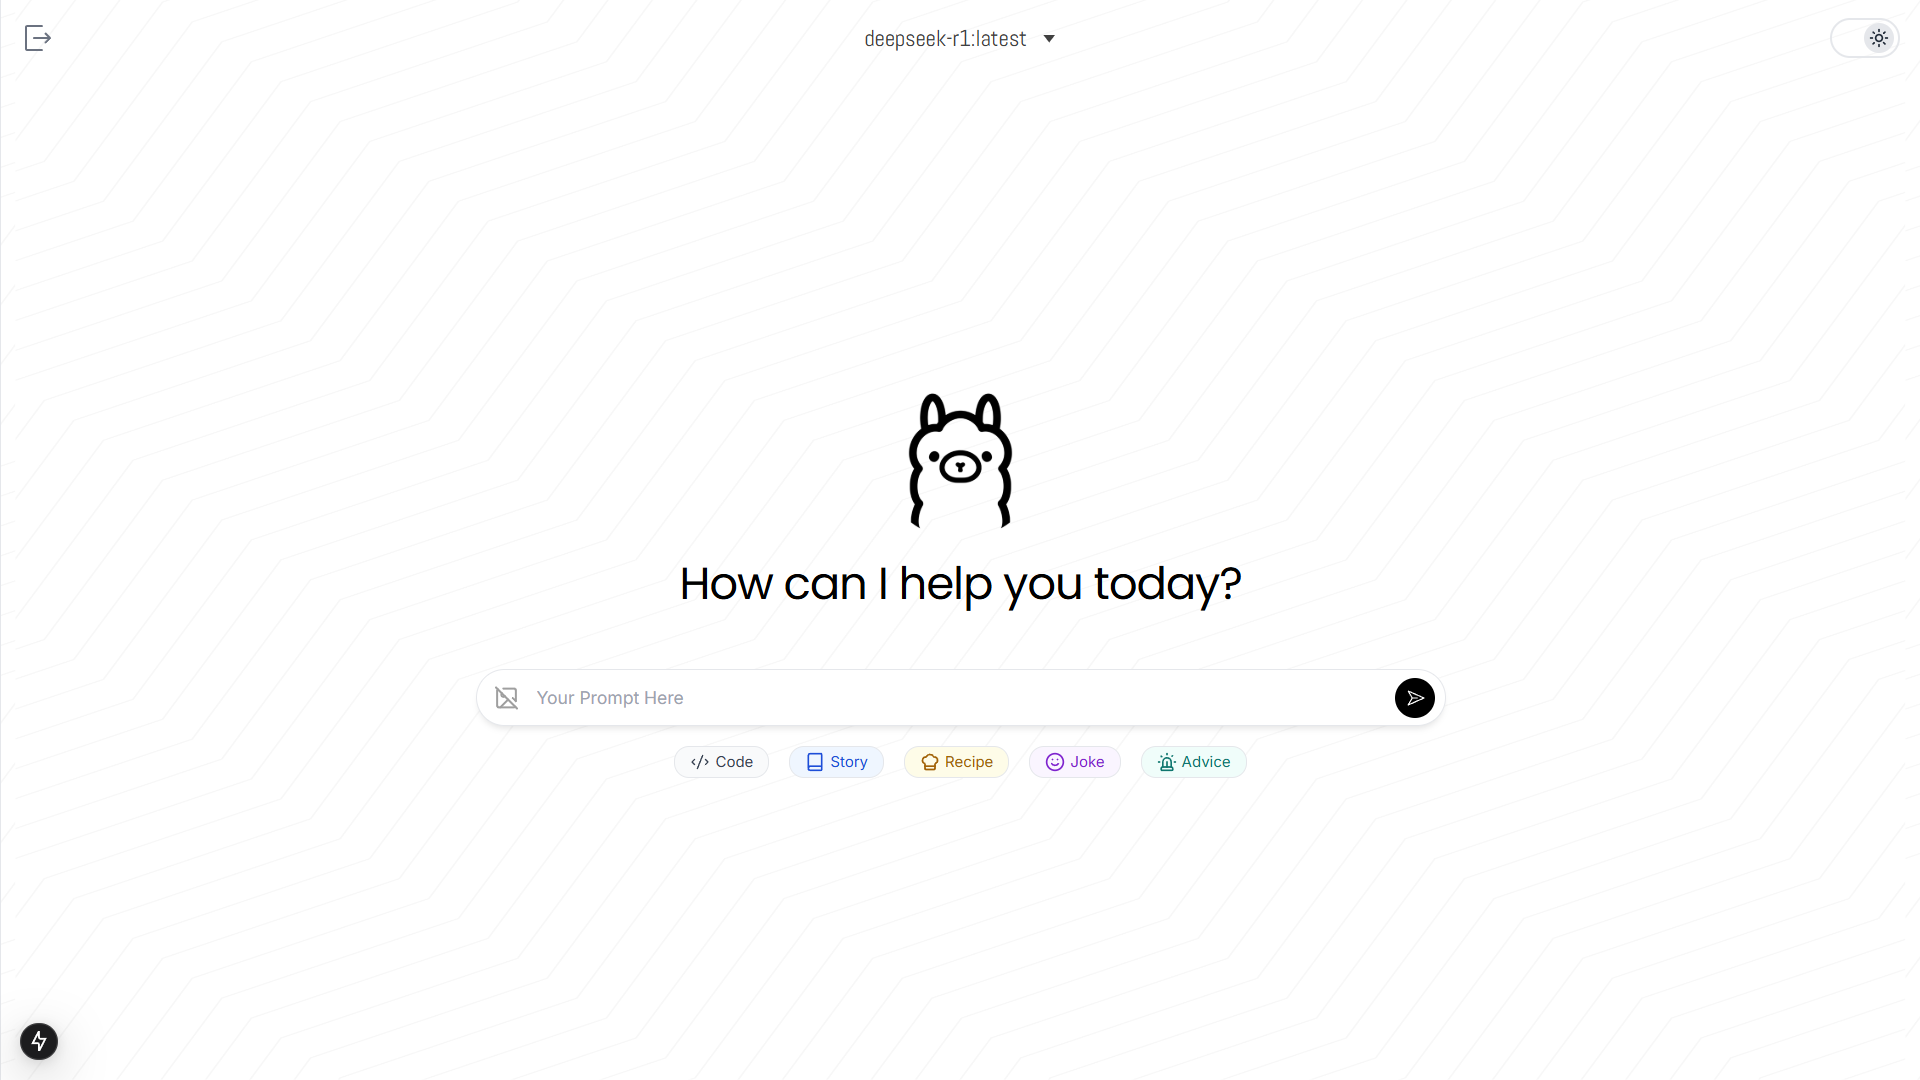 deepseek-r1:latest
How can I help you today?
Your Prompt Here
Code
Story
Recipe
Joke
Advice